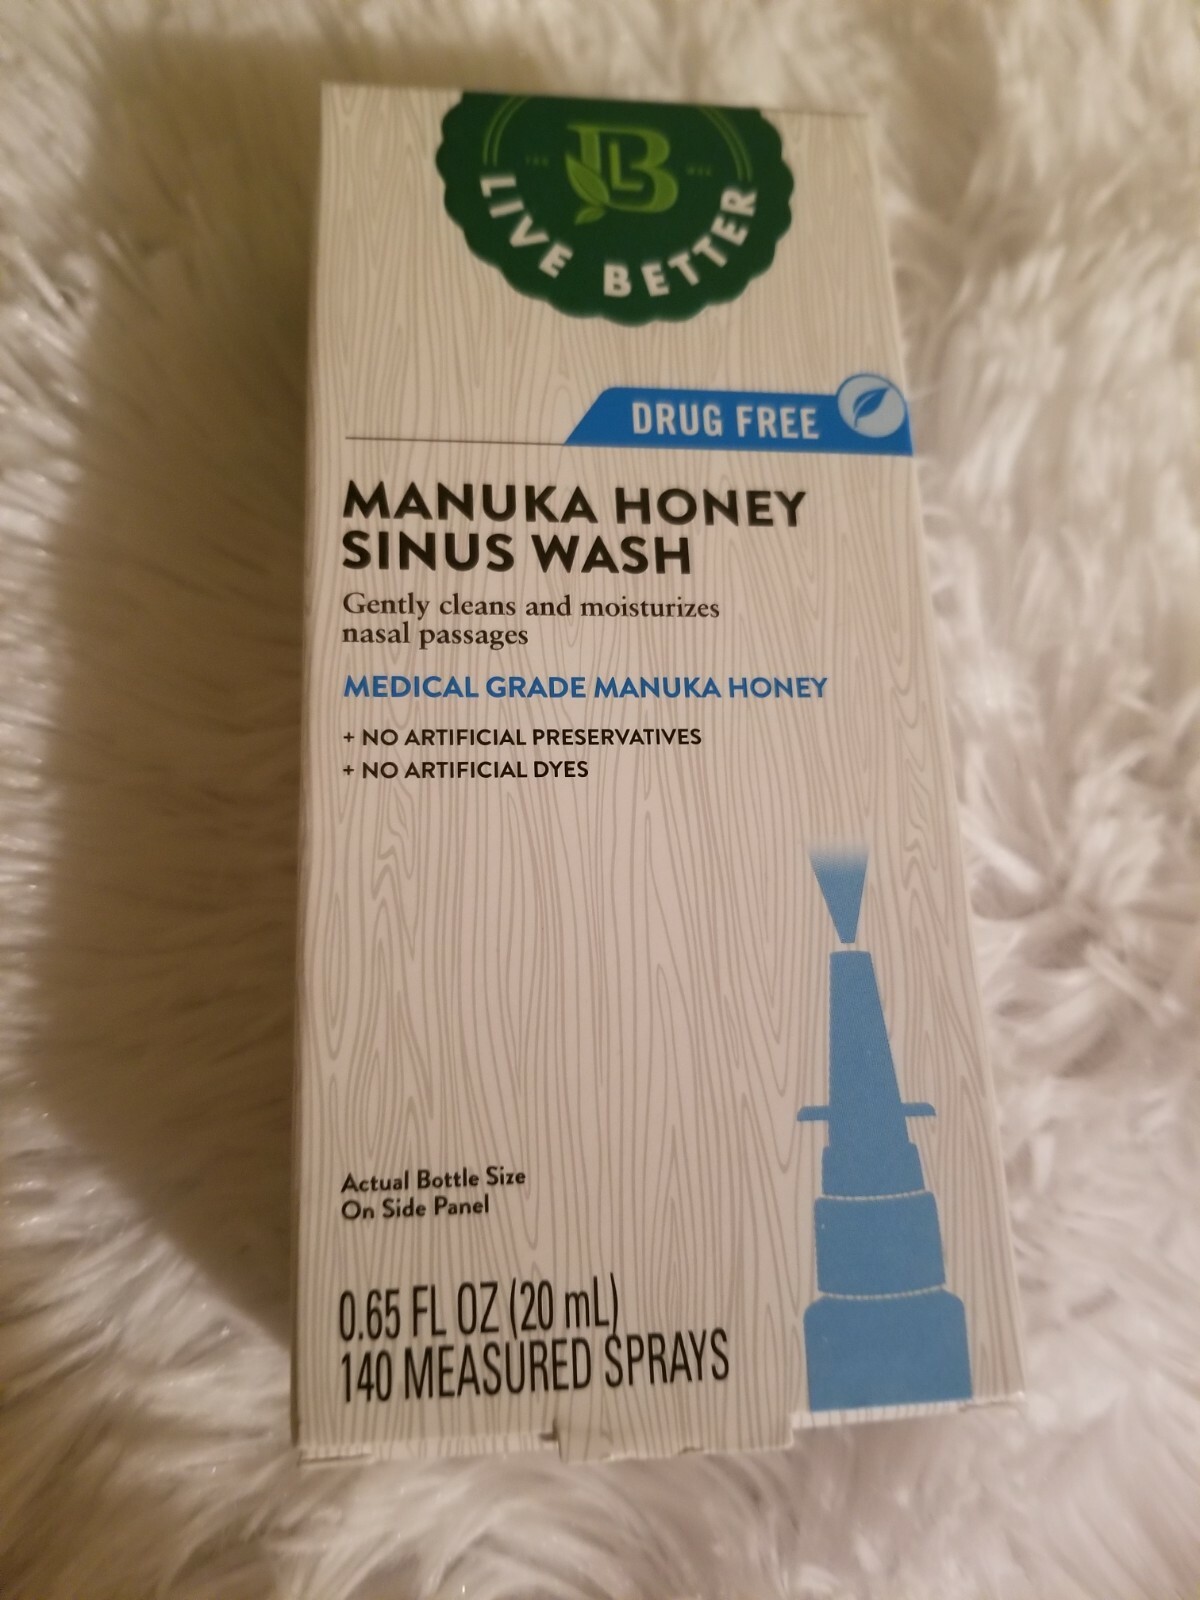 LB
LIVE BETTER
DRUG FREE
MANUKA HONEY
SINUS WASH
Gently cleans and moisturizes
nasal passages
MEDICAL GRADE MANUKA HONEY
+ NO ARTIFICIAL PRESERVATIVES
+ NO ARTIFICIAL DYES
Actual Bottle Size
On Side Panel
0.65 FL OZ (20 mL)
140 MEASURED SPRAYS